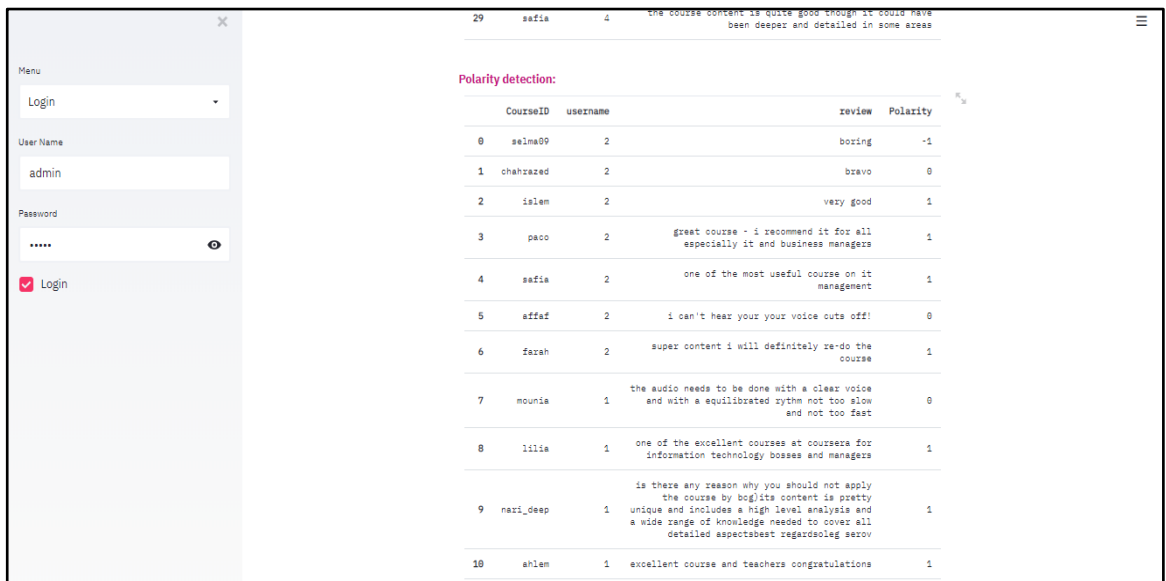 29 safia 4 the course content is quite good though it could have
been deeper and detailed in some areas
Menu
Login
User Name
admin
Password
•••••
Login
Polarity detection:
CourseID username review Polarity
0 selma09 2 boring -1
1 chahrazed 2 bravo 0
2 islem 2 very good 1
3 paco 2 great course - i recommend it for all
especially it and business managers 1
4 safia 2 one of the most useful course on it
management 1
5 affaf 2 i can't hear your your voice cuts off! 0
6 farah 2 super content i will definitely re-do the
course 1
7 mounia 1 the audio needs to be done with a clear voice
and with a equilibrated rythm not too slow
and not too fast 0
8 lilia 1 one of the excellent courses at coursera for
information technology bosses and managers 1
9 nari_deep 1 is there any reason why you should not apply
the course by bcg)its content is pretty
unique and includes a high level analysis and
a wide range of knowledge needed to cover all
detailed aspectsbest regardsoleg serov 1
10 ahlem 1 excellent course and teachers congratulations 1